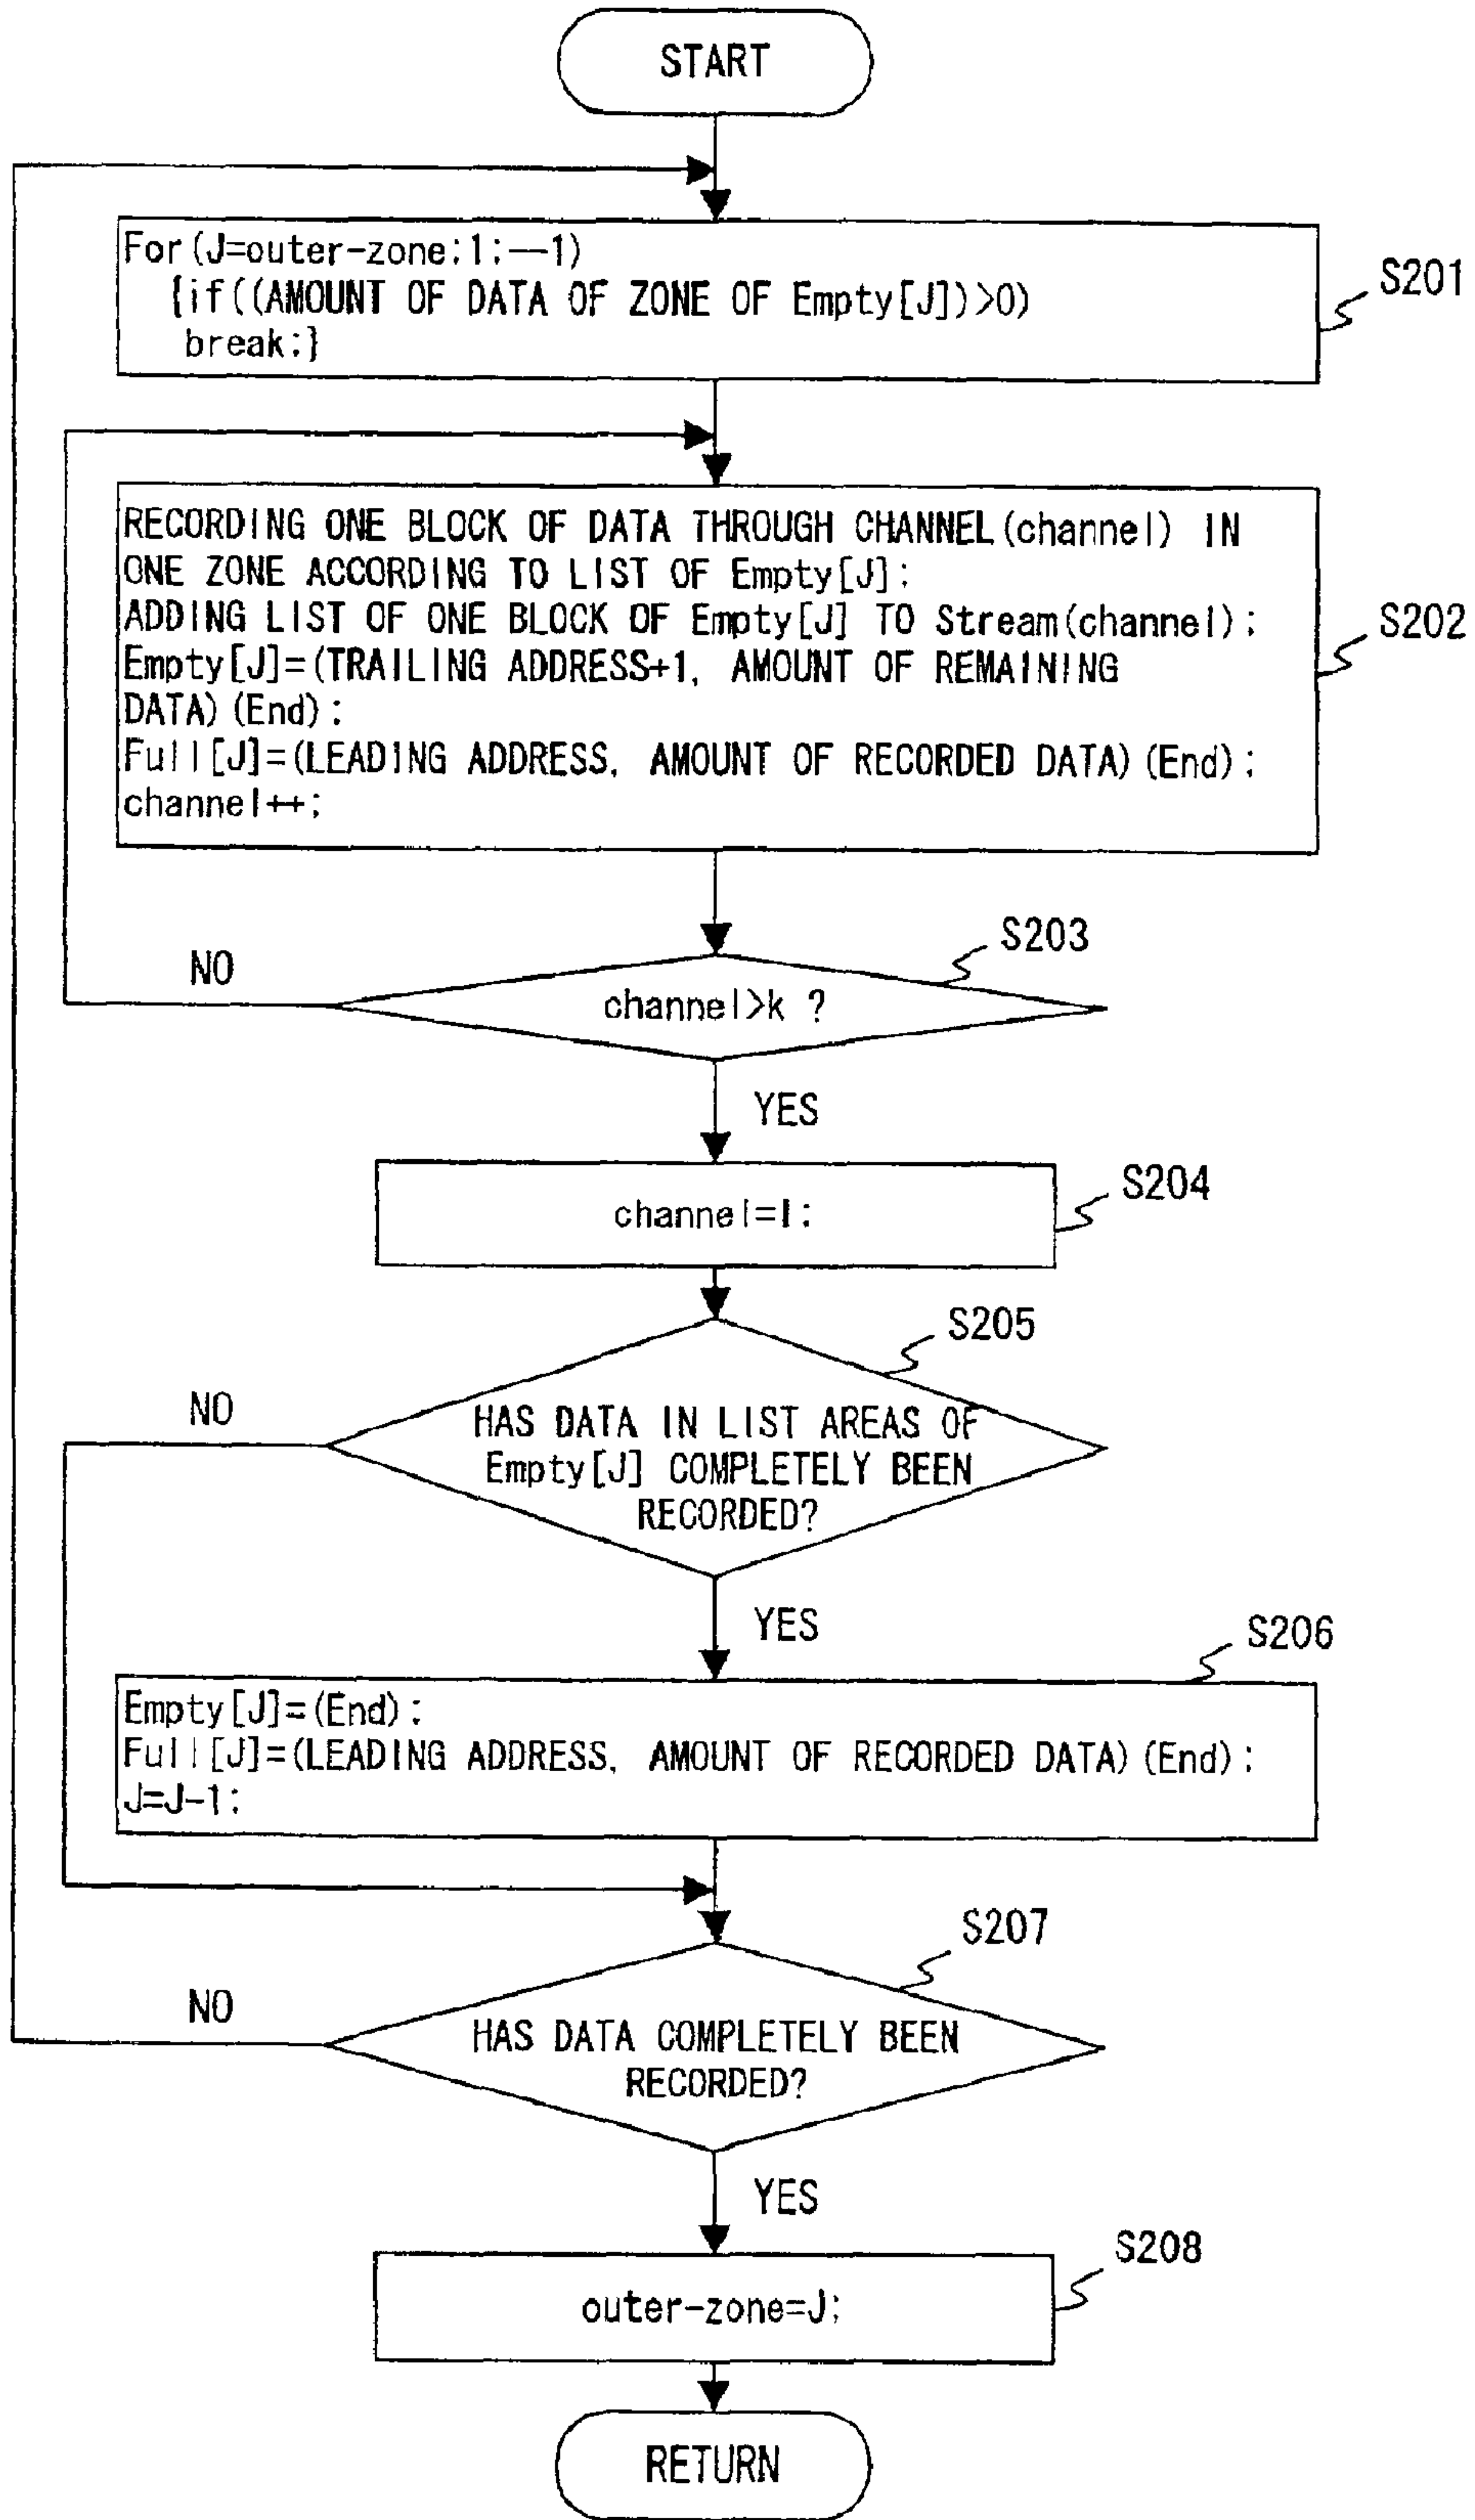 START
For(J=outer-zone;1;--1)
{if((AMOUNT OF DATA OF ZONE OF Empty[J])>0)
break;}
S201
RECORDING ONE BLOCK OF DATA THROUGH CHANNEL(channel) IN
ONE ZONE ACCORDING TO LIST OF Empty[J];
ADDING LIST OF ONE BLOCK OF Empty[J] TO Stream(channel);
Empty[J]=(TRAILING ADDRESS+1, AMOUNT OF REMAINING
DATA)(End);
Full[J]=(LEADING ADDRESS, AMOUNT OF RECORDED DATA)(End);
channel++;
S202
S203
NO
channel>k ?
YES
S204
channel=1;
S205
NO
HAS DATA IN LIST AREAS OF
Empty[J] COMPLETELY BEEN
RECORDED?
YES
S206
Empty[J]=(End);
Full[J]=(LEADING ADDRESS, AMOUNT OF RECORDED DATA)(End);
J=J-1;
S207
NO
HAS DATA COMPLETELY BEEN
RECORDED?
YES
S208
outer-zone=J;
RETURN